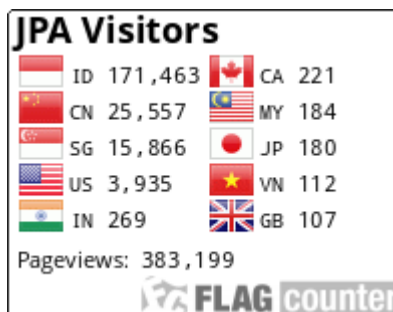 JPA Visitors
ID 171,463 CA 221
CN 25,557 MY 184
SG 15,866 JP 180
US 3,935 VN 112
IN 269 GB 107
Pageviews: 383,199
FC FLAG counter